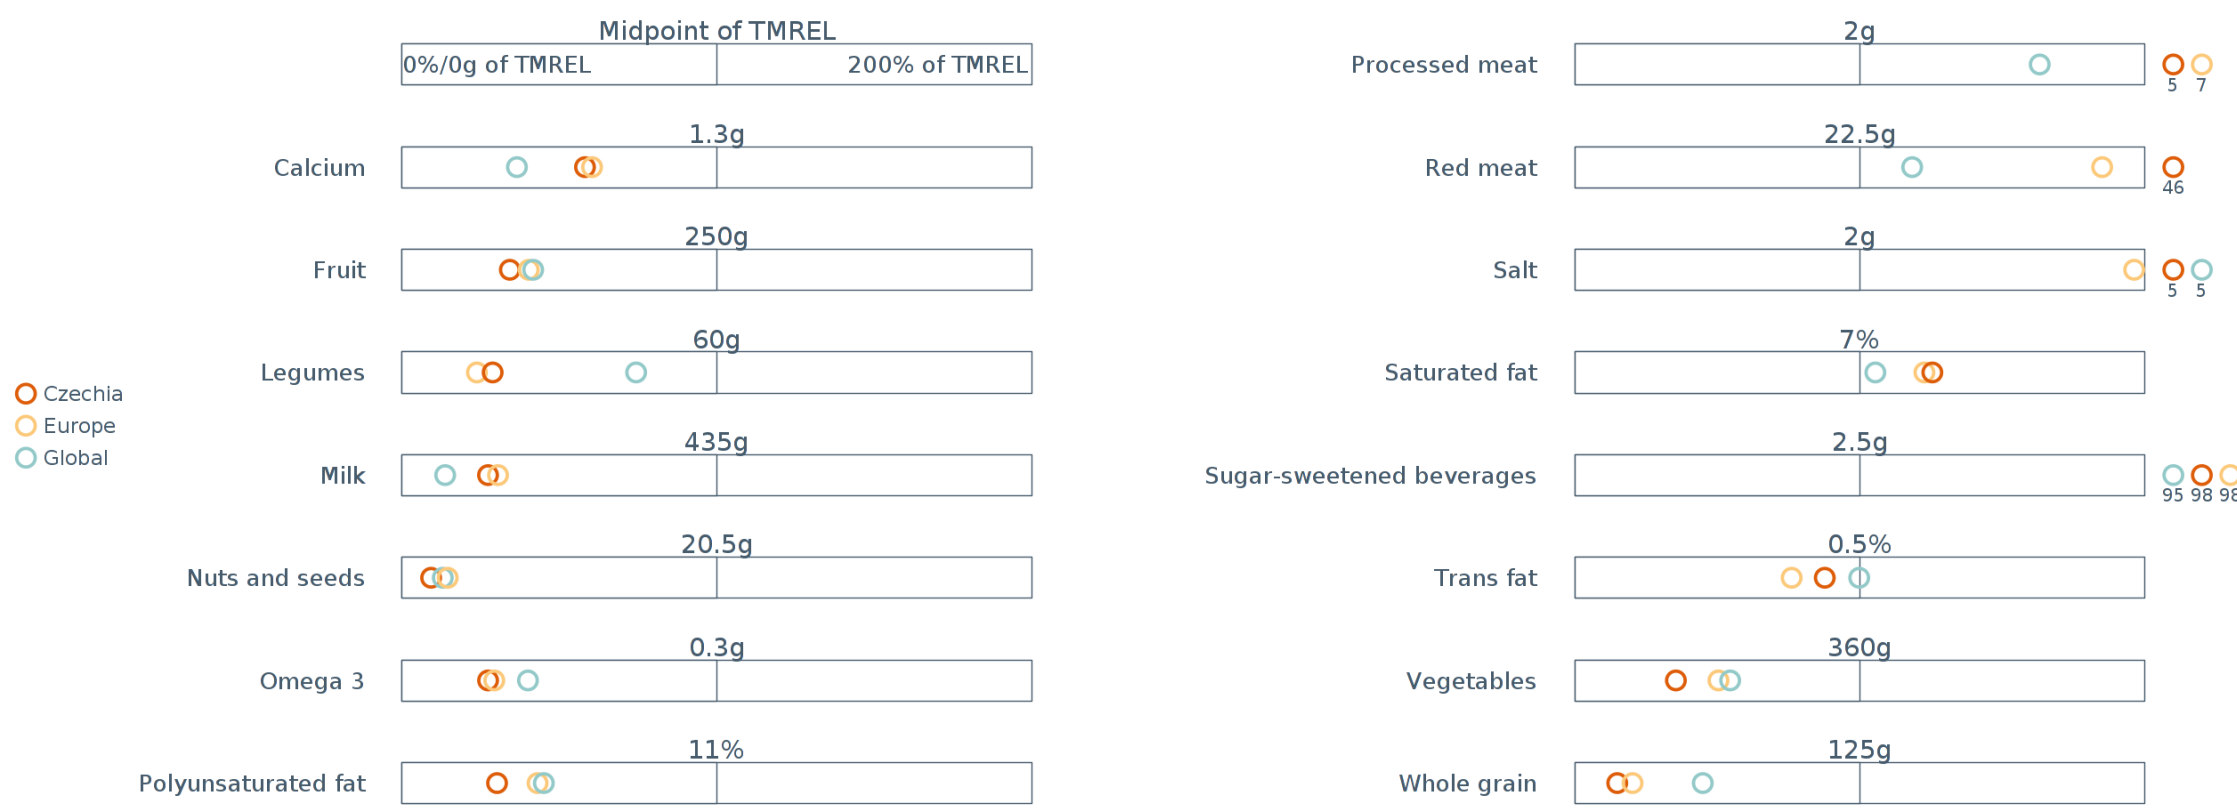 Midpoint of TMREL
0%/0g of TMREL 200% of TMREL
1.3g
Calcium
250g
Fruit
60g
Legumes
435g
Milk
20.5g
Nuts and seeds
0.3g
Omega 3
11%
Polyunsaturated fat
Czechia
Europe
Global
2g
Processed meat
5 7
22.5g
Red meat
46
2g
Salt
5 5
7%
Saturated fat
2.5g
Sugar-sweetened beverages
95 98 98
0.5%
Trans fat
360g
Vegetables
125g
Whole grain